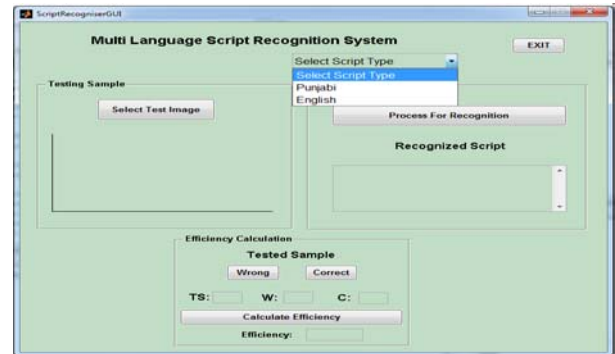 ScriptRecogniserGUI
Multi Language Script Recognition System
EXIT
Select Script Type
Select Script Type
Punjabi
English
Testing Sample
Select Test Image
Process For Recognition
Recognized Script
Efficiency Calculation
Tested Sample
Wrong Correct
TS: W: C:
Calculate Efficiency
Efficiency: